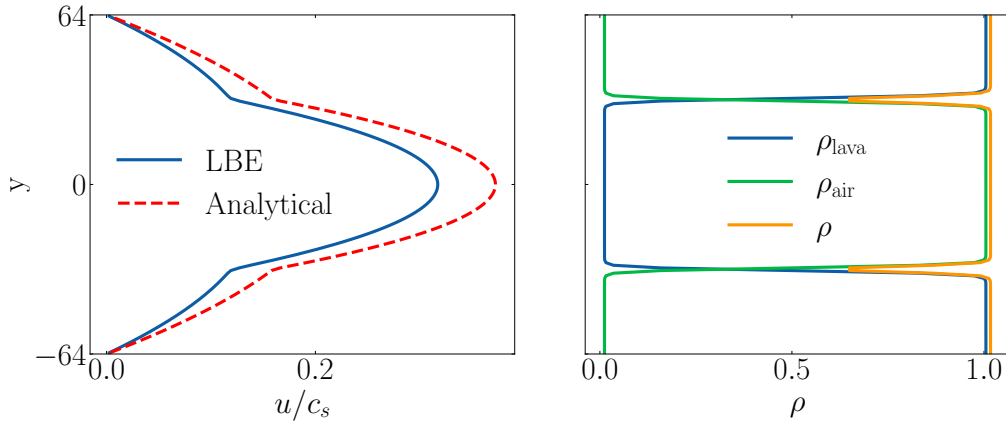 64
0
−64
y
LBE
Analytical
0.0 0.2
u/c_s
ρ_lava
ρ_air
ρ
0.0 0.5 1.0
ρ